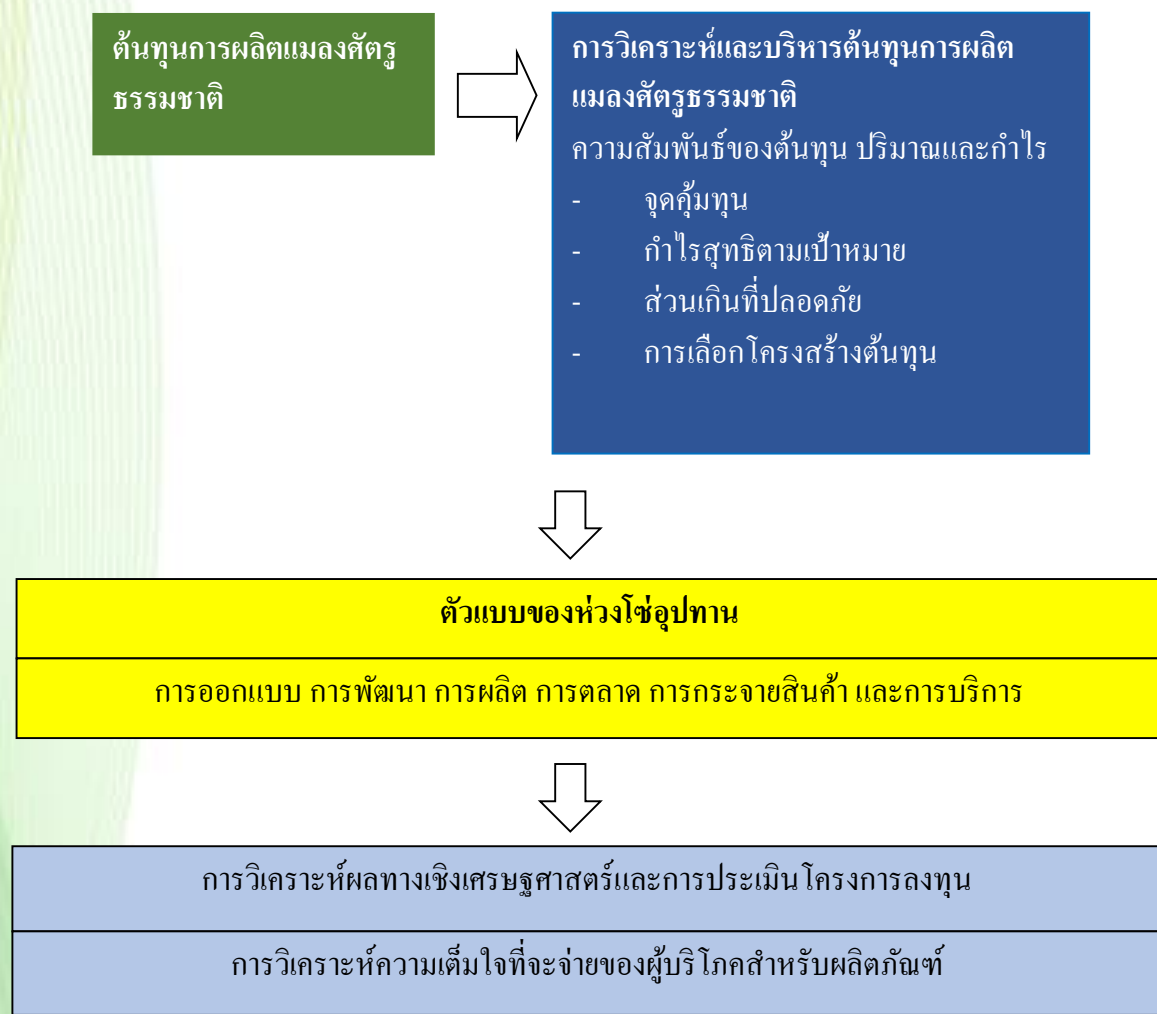 ต้นทุนการผลิตแมลงศัตรู
ธรรมชาติ
การวิเคราะห์และบริหารต้นทุนการผลิต
แมลงศัตรูธรรมชาติ
ความสัมพันธ์ของต้นทุน ปริมาณและกำไร
- จุดคุ้มทุน
- กำไรสุทธิตามเป้าหมาย
- ส่วนเกินที่ปลอดภัย
- การเลือกโครงสร้างต้นทุน
ตัวแบบของห่วงโซ่อุปทาน
การออกแบบ การพัฒนา การผลิต การตลาด การกระจายสินค้า และการบริการ
การวิเคราะห์ผลทางเชิงเศรษฐศาสตร์และการประเมินโครงการลงทุน
การวิเคราะห์ความเต็มใจที่จะจ่ายของผู้บริโภคสำหรับผลิตภัณฑ์